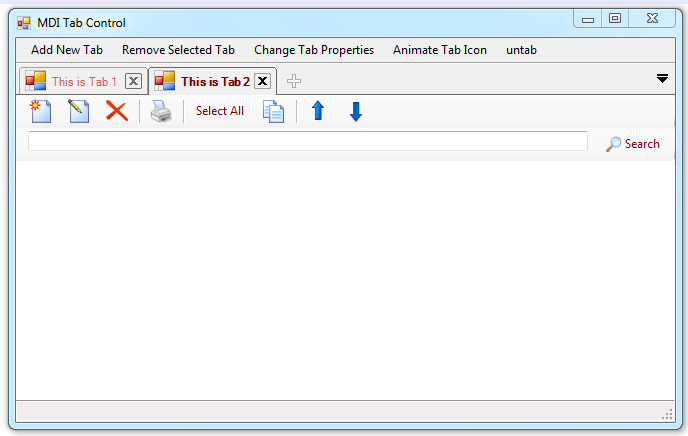 MDI Tab Control
Add New Tab Remove Selected Tab Change Tab Properties Animate Tab Icon untab
This is Tab 1 This is Tab 2
Select All
Search